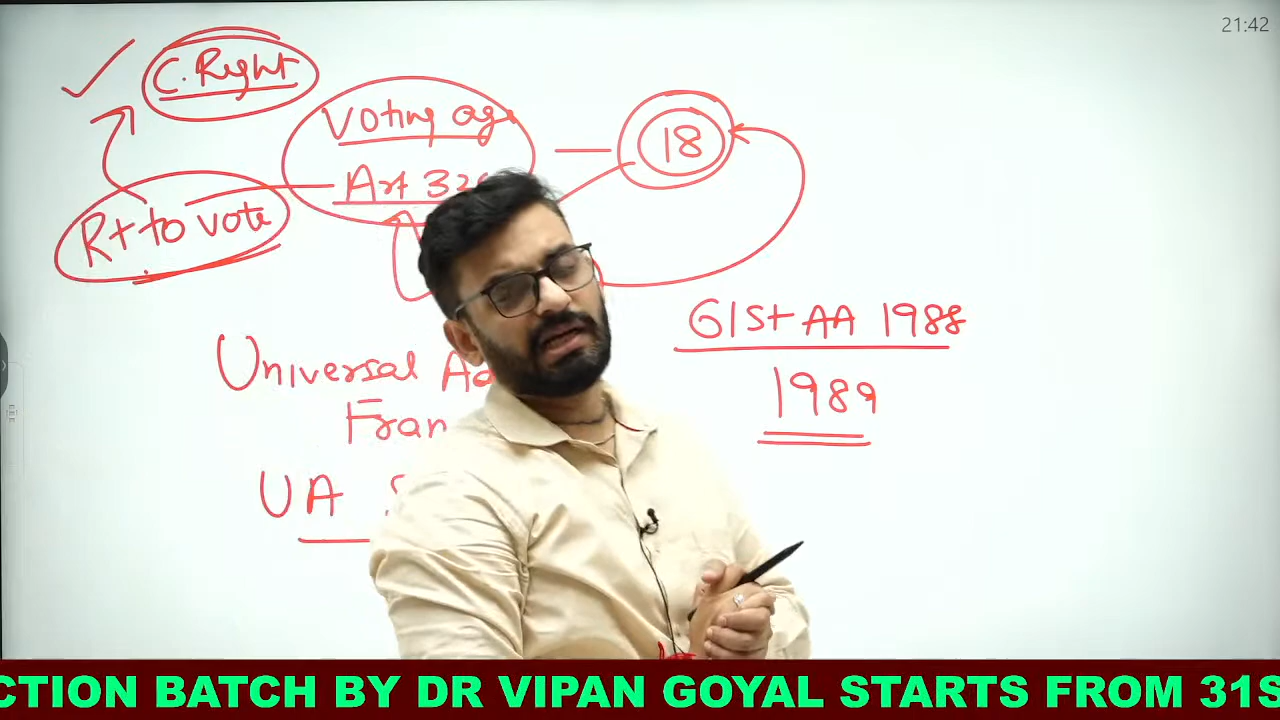 21:42
C. Right
Voting age
18
Art 32
Rt to vote
61st AA 1988
1989
Universal Ad
Fran
UA
CTION BATCH BY DR VIPAN GOYAL STARTS FROM 31S